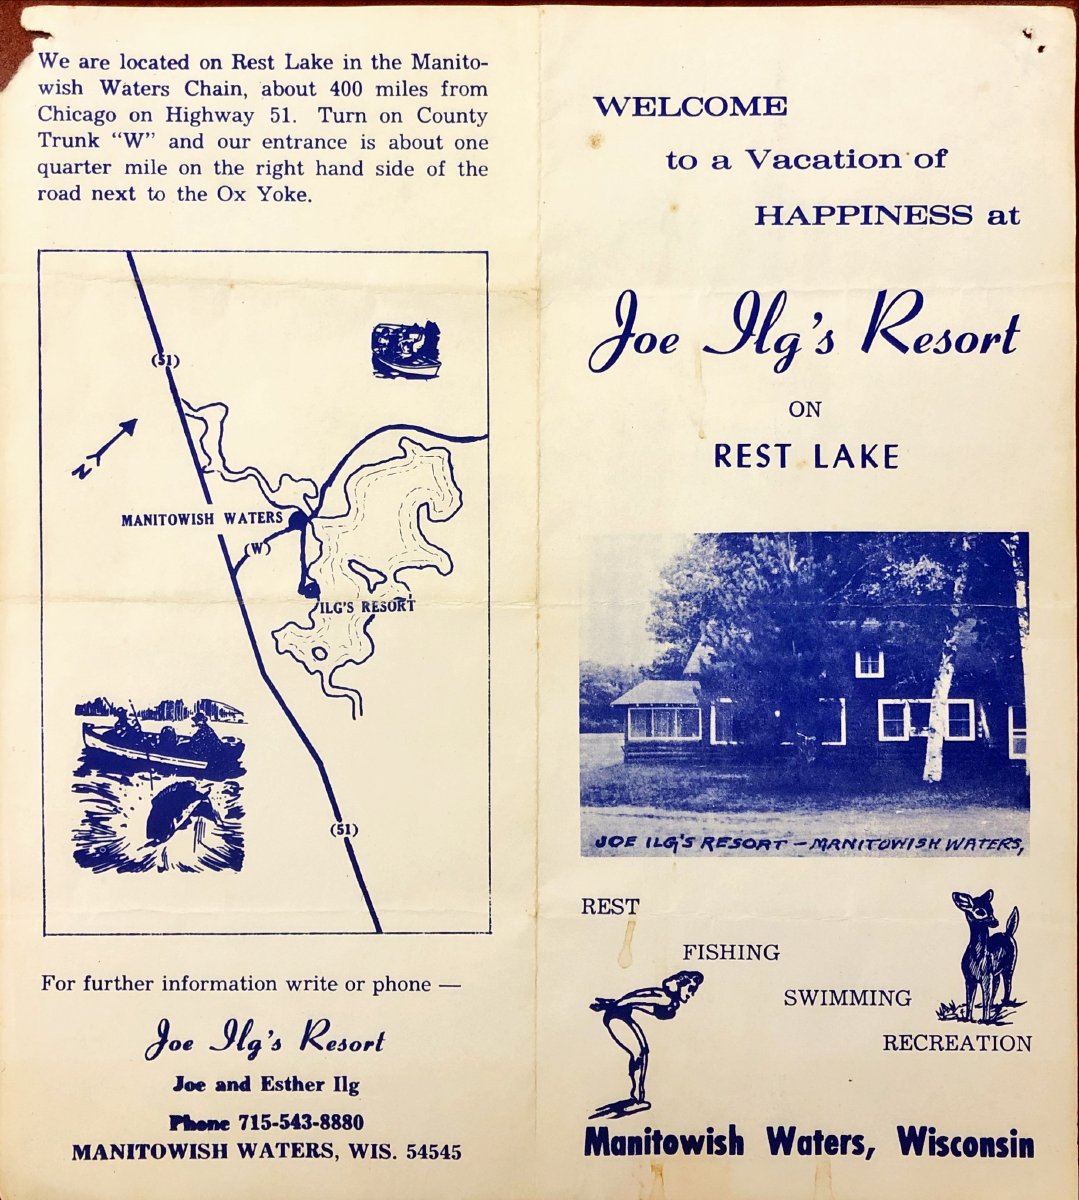 We are located on Rest Lake in the Manito-
wish Waters Chain, about 400 miles from
Chicago on Highway 51. Turn on County
Trunk "W" and our entrance is about one
quarter mile on the right hand side of the
road next to the Ox Yoke.
(51)
N
MANITOWISH WATERS
(W)
ILG'S RESORT
(51)
For further information write or phone —
Joe Ilg's Resort
Joe and Esther Ilg
Phone 715-543-8880
MANITOWISH WATERS, WIS. 54545
WELCOME
to a Vacation of
HAPPINESS at
Joe Ilg's Resort
ON
REST LAKE
JOE ILG'S RESORT – MANITOWISH WATERS,
REST
FISHING
SWIMMING
RECREATION
Manitowish Waters, Wisconsin